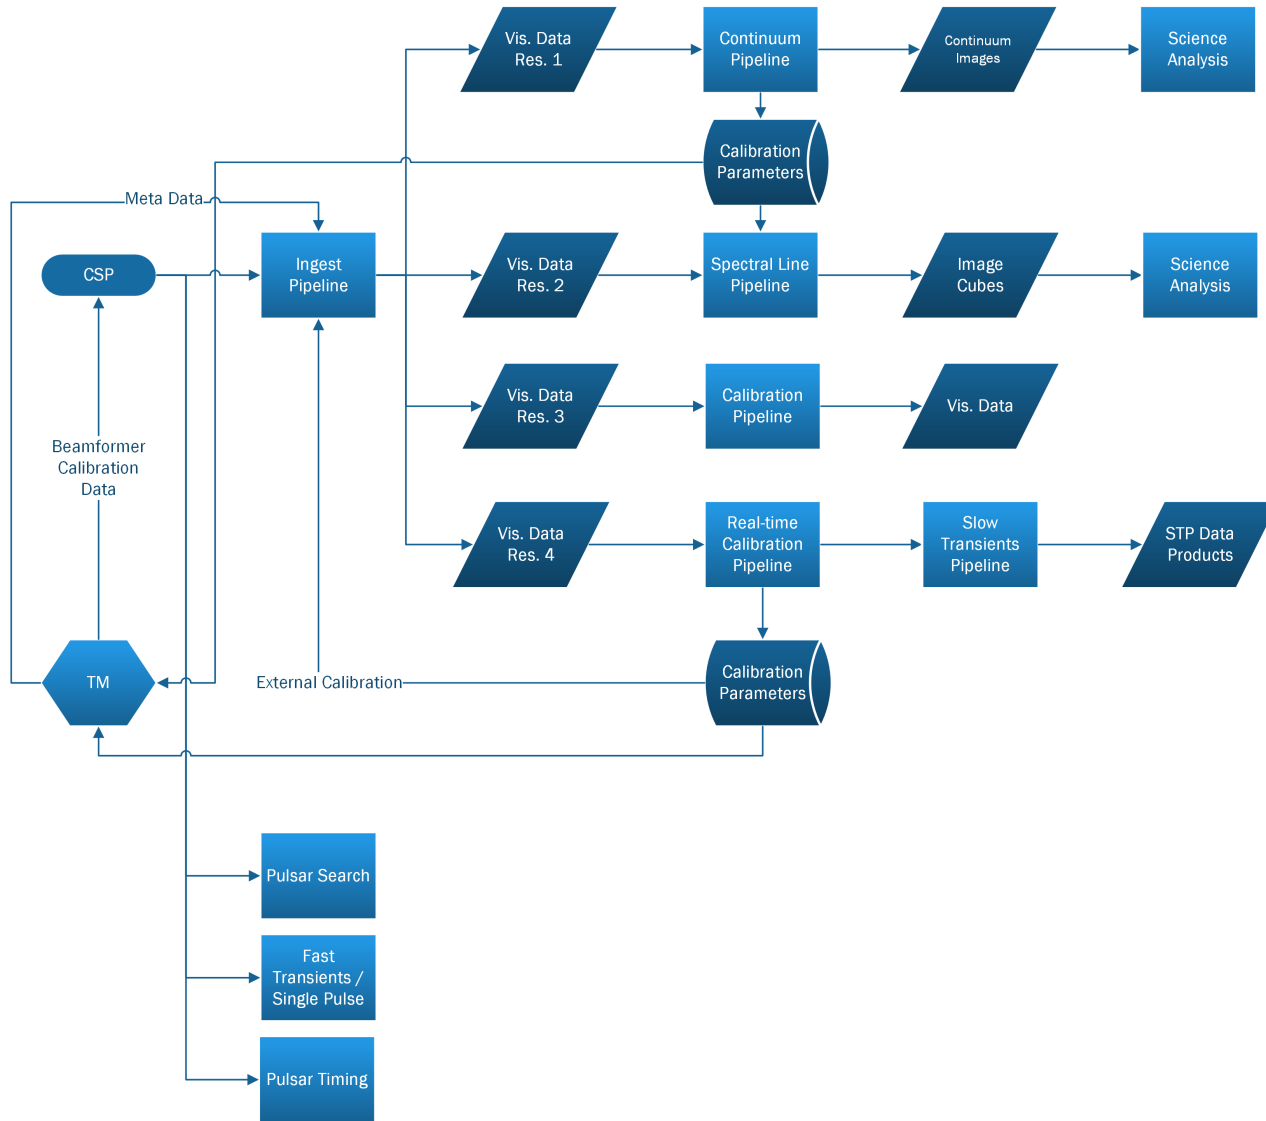 Vis. Data
Res. 1
Continuum
Pipeline
Continuum
Images
Science
Analysis
Calibration
Parameters
Meta Data
CSP
Ingest
Pipeline
Vis. Data
Res. 2
Spectral Line
Pipeline
Image
Cubes
Science
Analysis
Vis. Data
Res. 3
Calibration
Pipeline
Vis. Data
Beamformer
Calibration
Data
Vis. Data
Res. 4
Real-time
Calibration
Pipeline
Slow
Transients
Pipeline
STP Data
Products
TM
External Calibration
Calibration
Parameters
Pulsar Search
Fast
Transients /
Single Pulse
Pulsar Timing